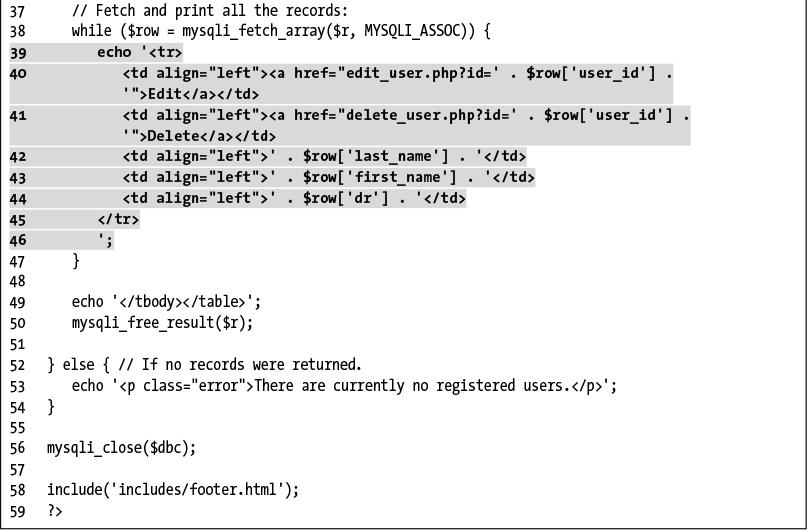 37 // Fetch and print all the records:
38 while ($row = mysqli_fetch_array($r, MYSQLI_ASSOC)) {
39 echo '<tr>
40 <td align="left"><a href="edit_user.php?id=' . $row['user_id'] .
'">Edit</a></td>
41 <td align="left"><a href="delete_user.php?id=' . $row['user_id'] .
'">Delete</a></td>
42 <td align="left">' . $row['last_name'] . '</td>
43 <td align="left">' . $row['first_name'] . '</td>
44 <td align="left">' . $row['dr'] . '</td>
45 </tr>
46 ';
47 }
48
49 echo '</tbody></table>';
50 mysqli_free_result($r);
51
52 } else { // If no records were returned.
53 echo '<p class="error">There are currently no registered users.</p>';
54 }
55
56 mysqli_close($dbc);
57
58 include('includes/footer.html');
59 ?>